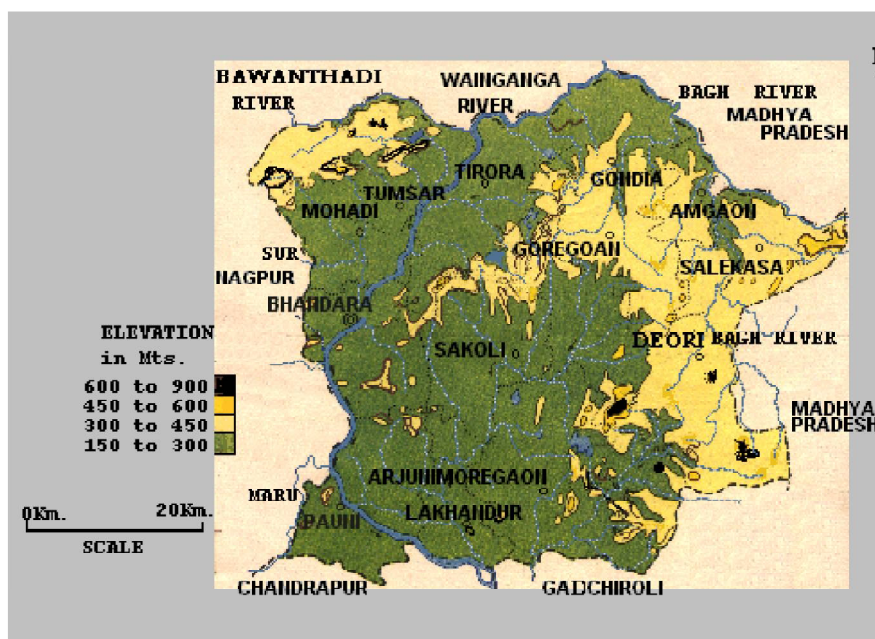 BAWANTHADI
RIVER
WAINGANGA
RIVER
BAGH RIVER
MADHYA
PRADESH
TIRORA
GONDIA
TUMSAR
MOHADI
AMGAON
SUR
GOREGOAN
NAGPUR
SALEKASA
BHANDARA
ELEVATION
in Mts.
600 to 900
450 to 600
300 to 450
150 to 300
SAKOLI
DEORI
BAGH RIVER
MADHYA
PRADESH
ARJUNIMOREGAON
MARU
PAUNI
LAKHANDUR
0Km. 20Km.
SCALE
CHANDRAPUR
GADCHIROLI